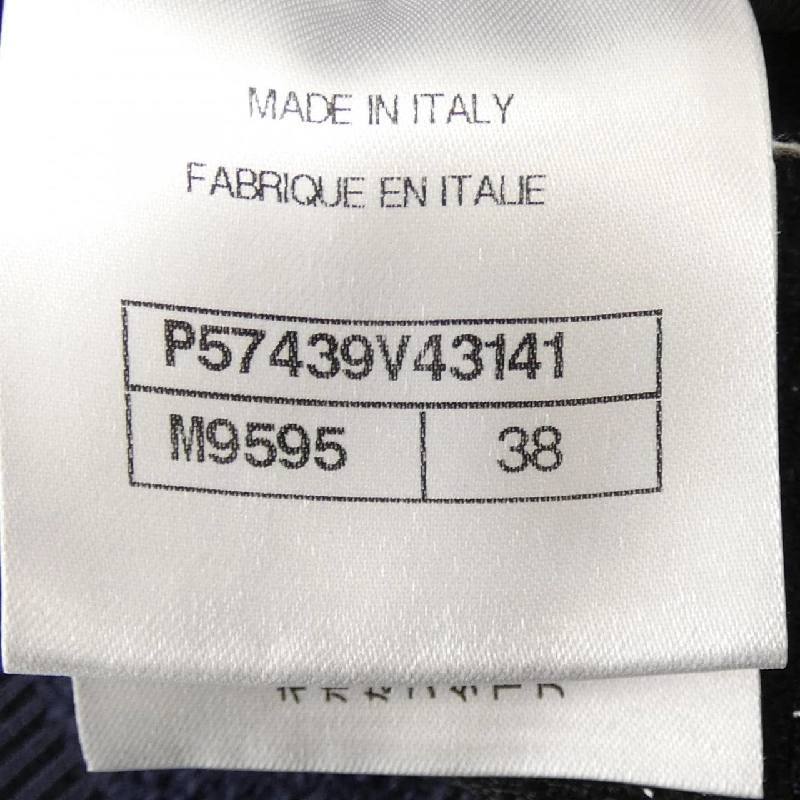 MADE IN ITALY
FABRIQUE EN ITALIE
P57439V43141
M9595 38